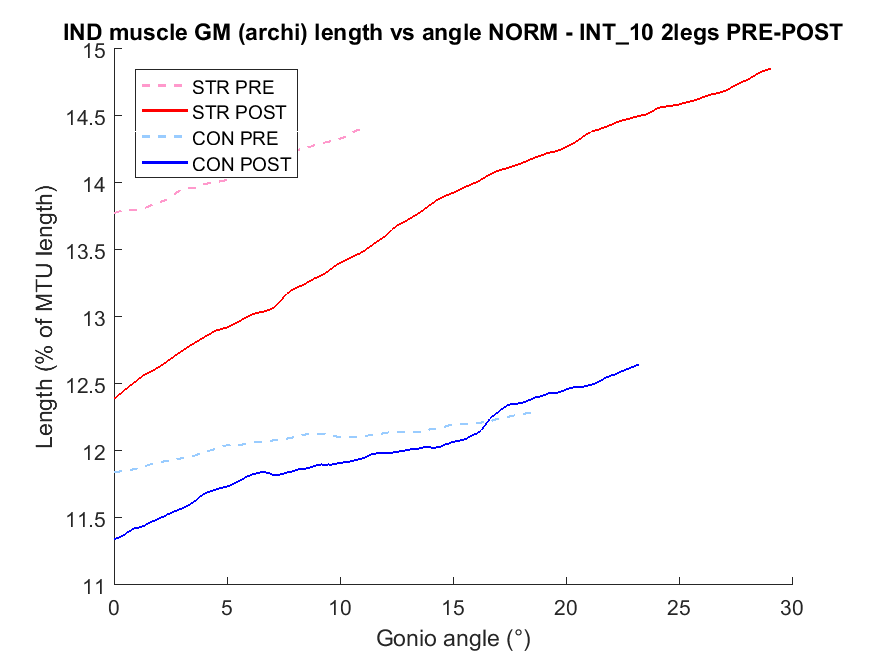 IND muscle GM (archi) length vs angle NORM - INT_10 2legs PRE-POST
STR PRE
STR POST
CON PRE
CON POST
Length (% of MTU length)
15
14.5
14
13.5
13
12.5
12
11.5
11
0 5 10 15 20 25 30
Gonio angle (°)